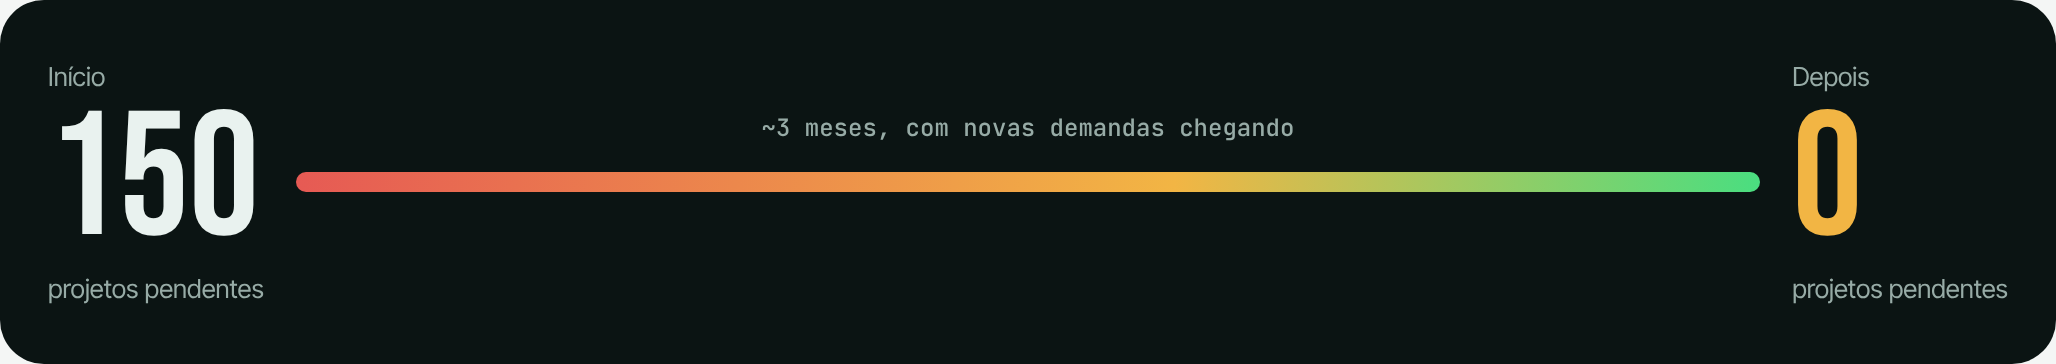 Início
150
projetos pendentes
~3 meses, com novas demandas chegando
Depois
0
projetos pendentes